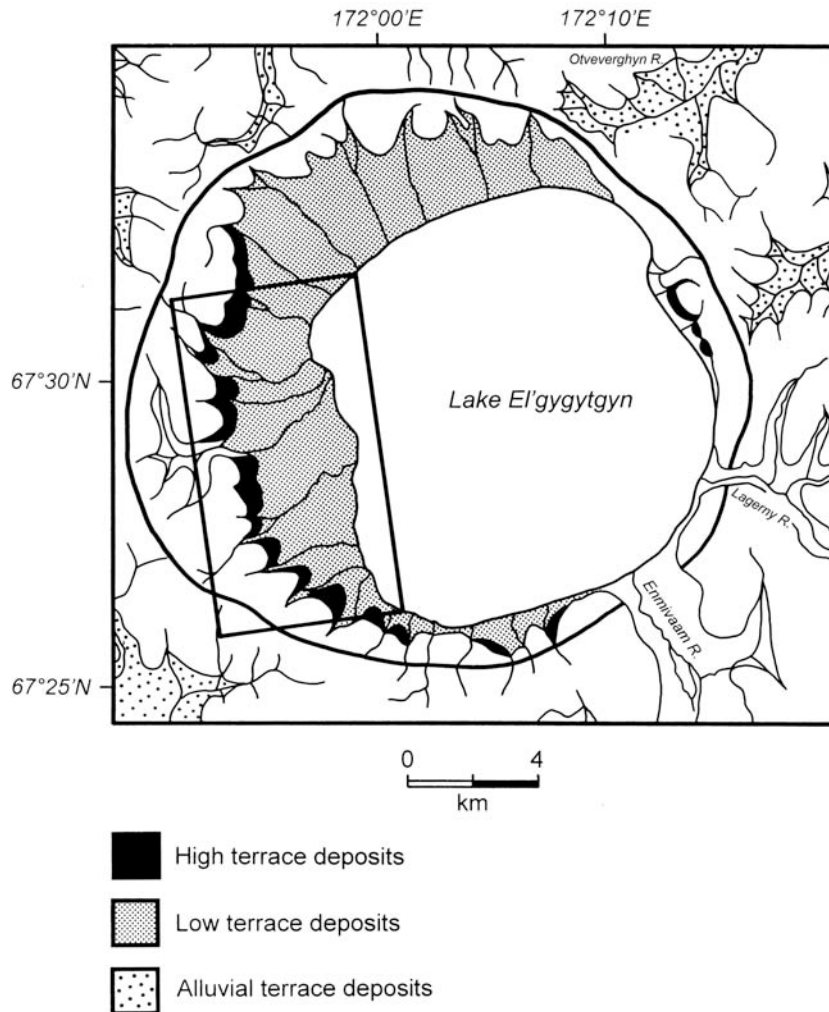 172°00'E
172°10'E
Otveverghyn R.
67°30'N
Lake El'gygytgyn
Lagerny R.
Enmivaam R.
67°25'N
0 4
km
High terrace deposits
Low terrace deposits
Alluvial terrace deposits